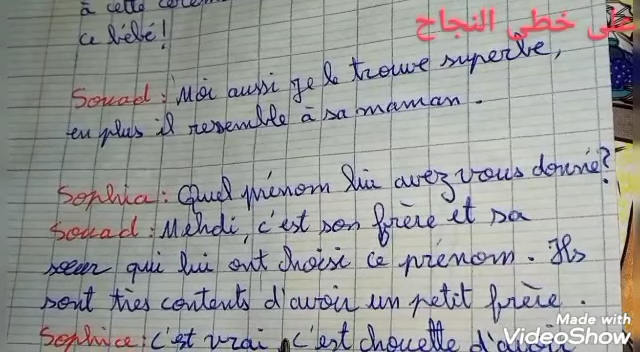 à cette
ce bébé!
على خطى النجاح
Souad: Moi aussi je le trouve superbe,
en plus il ressemble à sa maman.
Sophia: Quel prénom lui avez vous donné?
Souad: Mehdi, c'est son frère et sa
sœur qui lui ont choisi ce prénom. Ils
sont très contents d'avoir un petit frère.
Sophia: c'est vrai, c'est chouette d'avoir
Made with
VideoShow